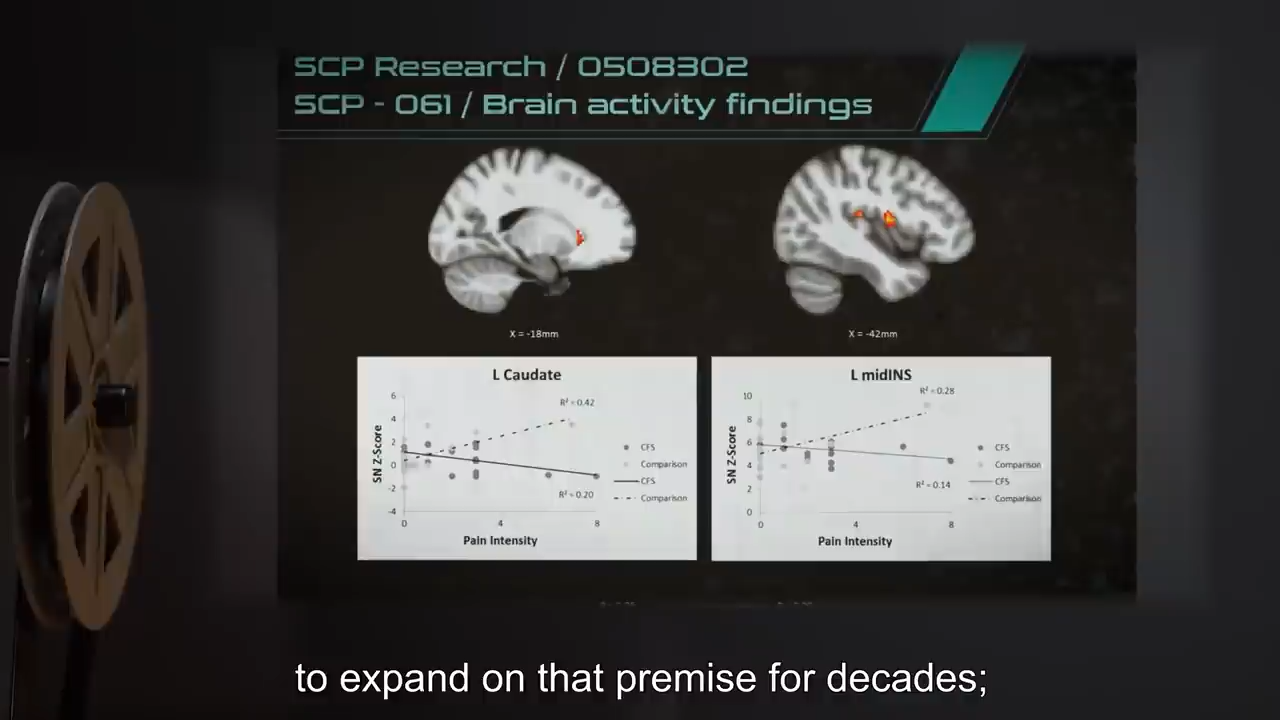 SCP Research / 0508302
SCP - 061 / Brain activity findings
X = -18mm
X = -42mm
L Caudate
6
4
2
0
-2
-4
SN Z-Score
0
4
8
Pain Intensity
R² = 0.42
R² = 0.20
CFS
Comparison
CFS
Comparison
L midINS
10
8
6
4
2
0
SN Z-Score
0
4
8
Pain Intensity
R² = 0.28
R² = 0.14
CFS
Comparison
CFS
Comparison
to expand on that premise for decades;